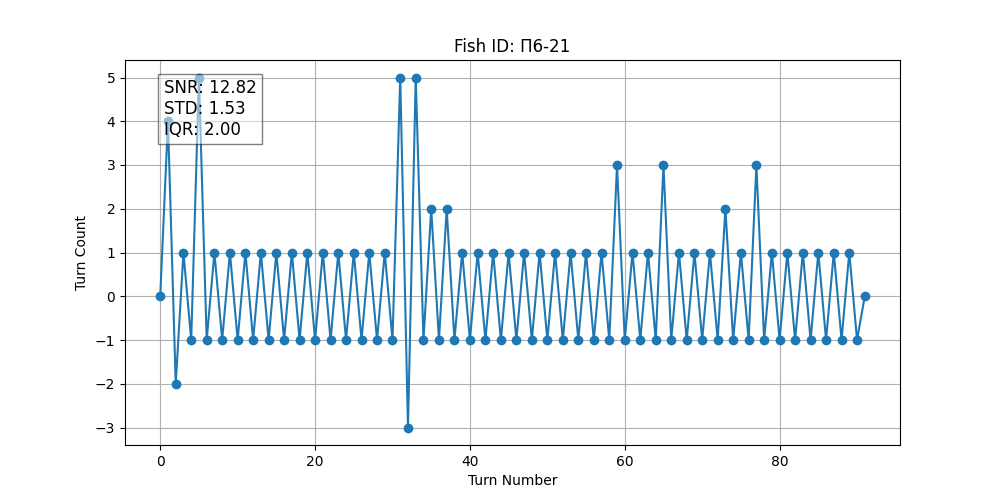 Fish ID: П6-21
SNR: 12.82
STD: 1.53
IQR: 2.00
5
4
3
2
1
0
−1
−2
−3
Turn Count
0 20 40 60 80
Turn Number